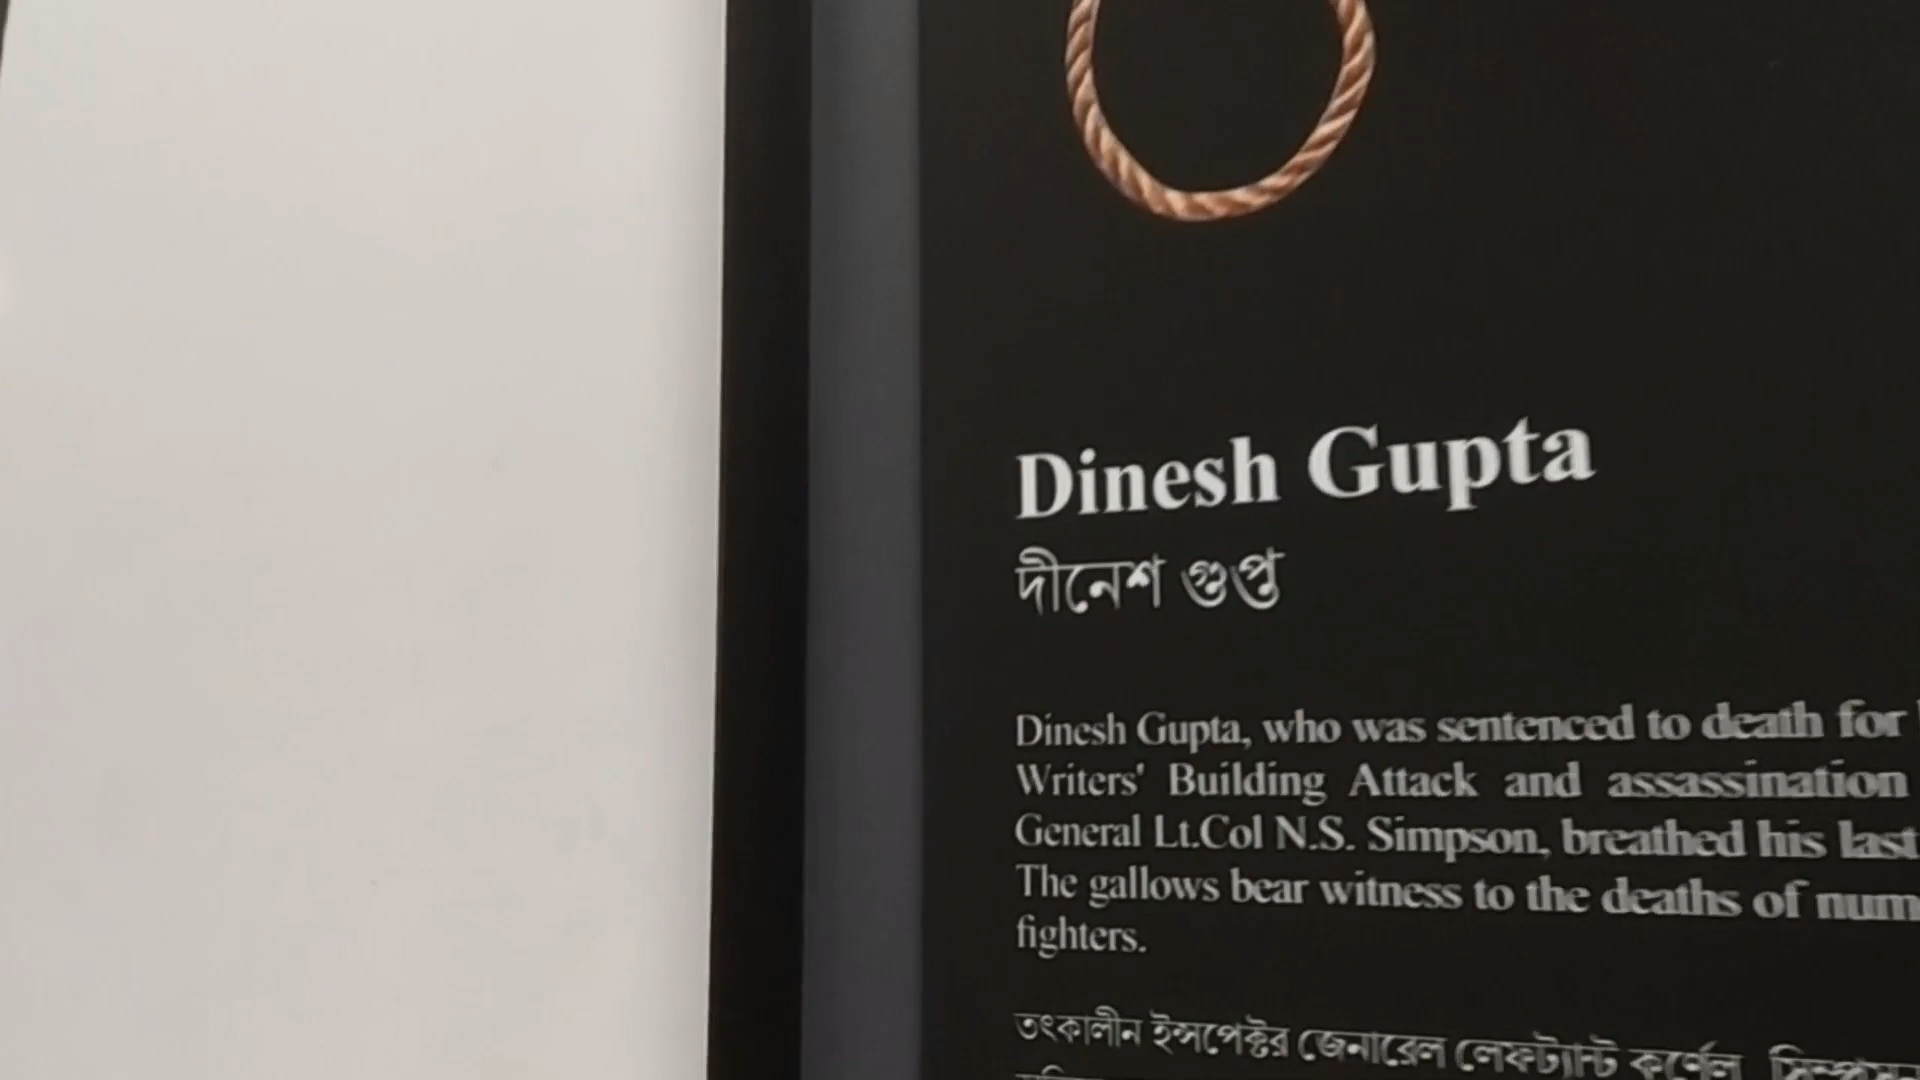 Dinesh Gupta
দীনেশ গুপ্ত
Dinesh Gupta, who was sentenced to death for
Writers' Building Attack and assassination
General Lt.Col N.S. Simpson, breathed his last
The gallows bear witness to the deaths of num
fighters.
তৎকালীন ইন্সপেক্টর জেনারেল লেফট্যান্ট কর্ণেল